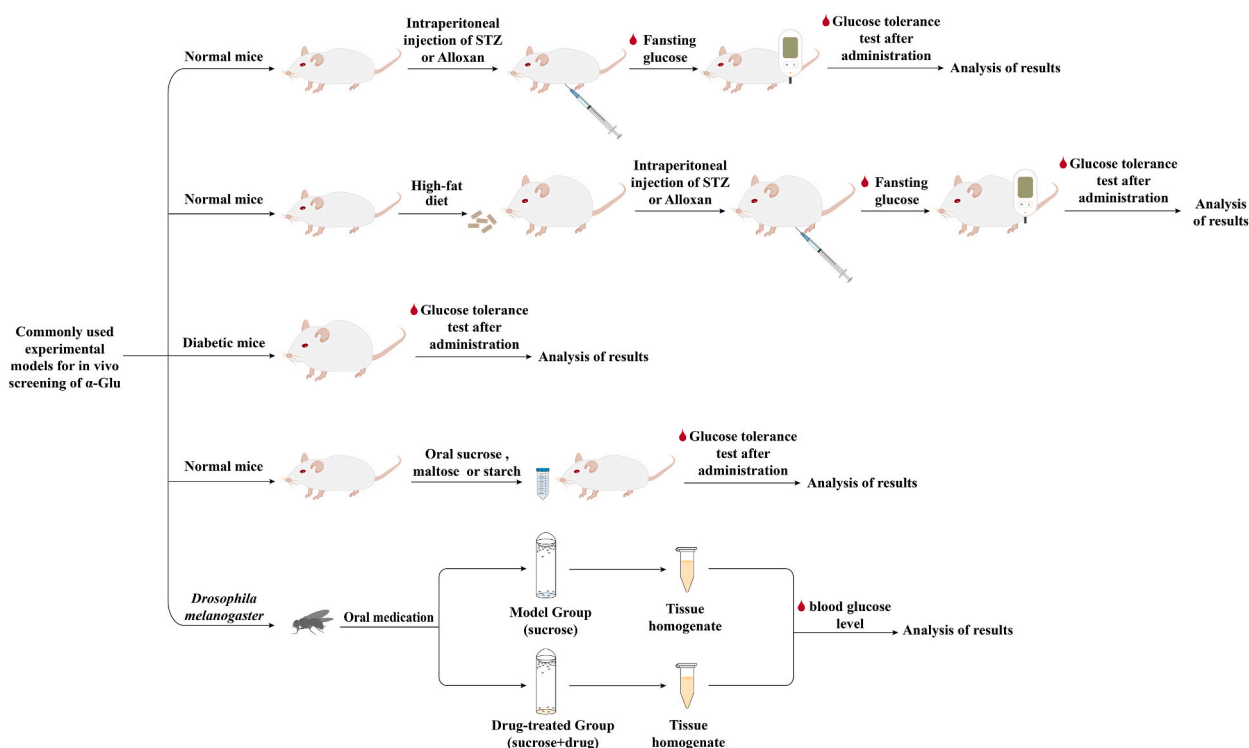 Commonly used
experimental
models for in vivo
screening of α-Glu
Normal mice
Intraperitoneal
injection of STZ
or Alloxan
Fansting
glucose
Glucose tolerance
test after
administration
Analysis of results
Normal mice
High-fat
diet
Intraperitoneal
injection of STZ
or Alloxan
Fansting
glucose
Glucose tolerance
test after
administration
Analysis
of results
Diabetic mice
Glucose tolerance
test after
administration
Analysis of results
Normal mice
Oral sucrose ,
maltose or starch
Glucose tolerance
test after
administration
Analysis of results
Drosophila
melanogaster
Oral medication
Model Group
(sucrose)
Tissue
homogenate
Drug-treated Group
(sucrose+drug)
Tissue
homogenate
blood glucose
level
Analysis of results